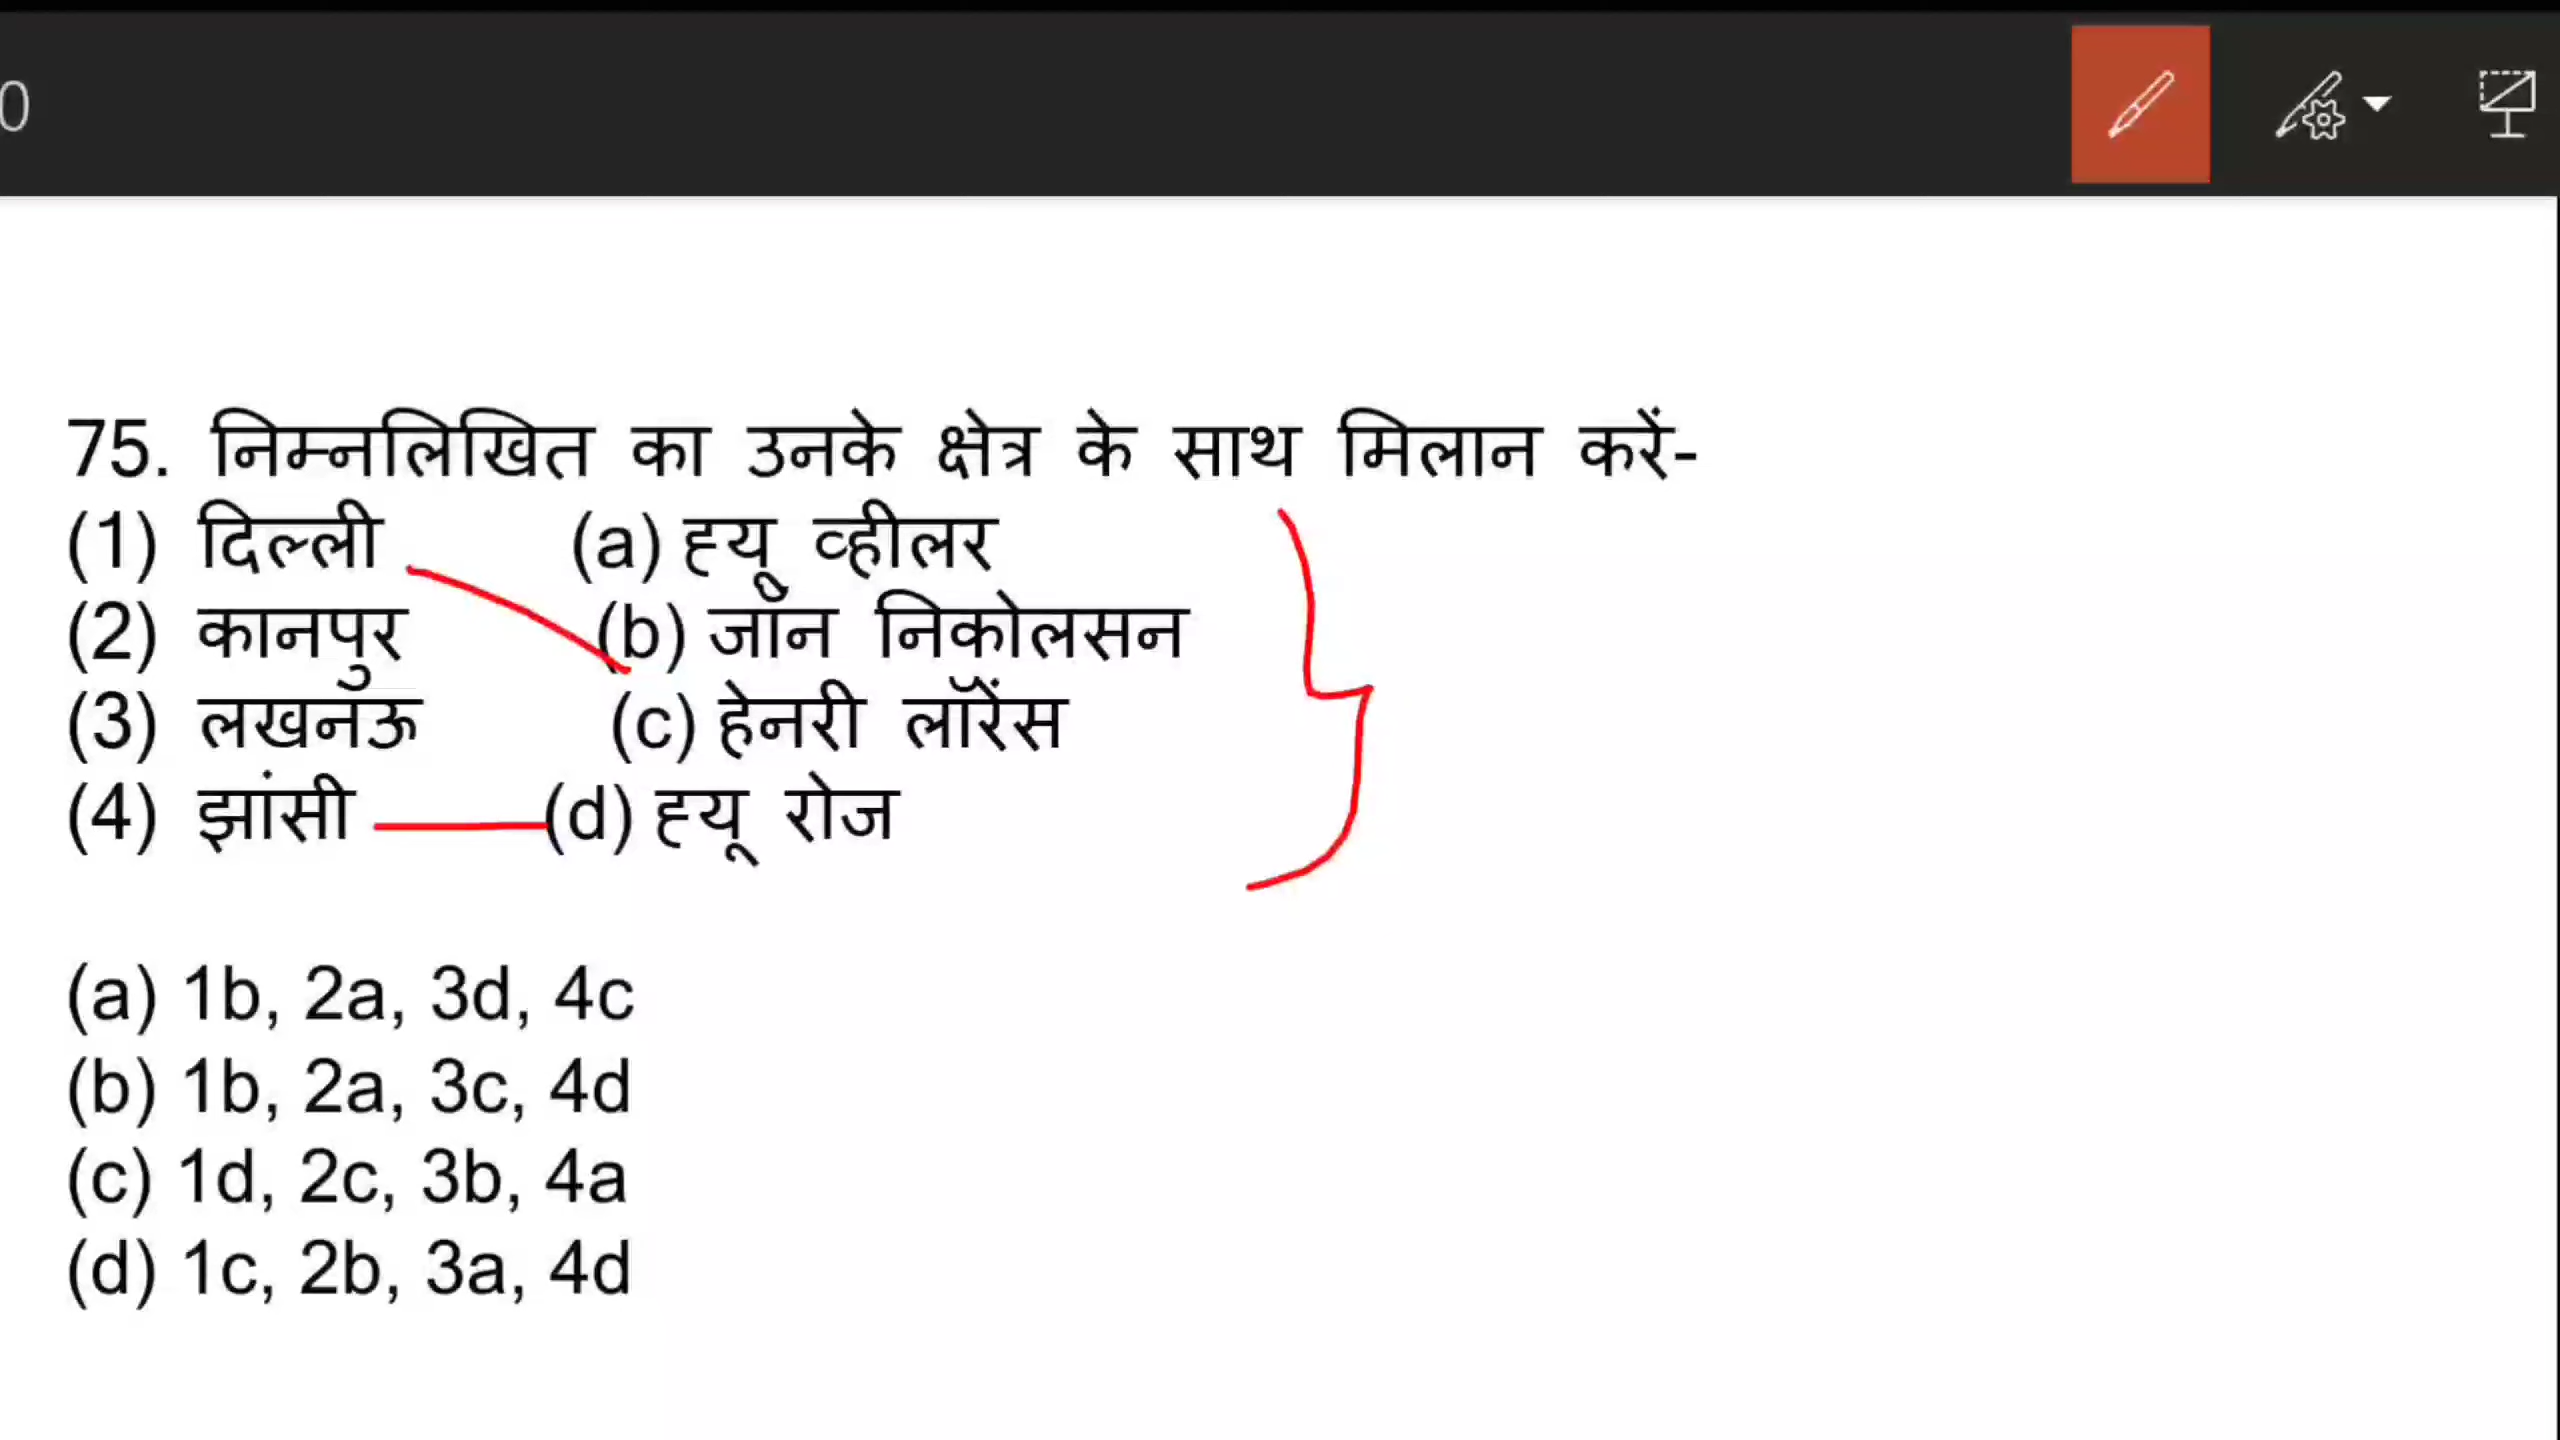 0
75. निम्नलिखित का उनके क्षेत्र के साथ मिलान करें-
(1) दिल्ली (a) ह्यू व्हीलर
(2) कानपुर (b) जॉन निकोलसन
(3) लखनऊ (c) हेनरी लॉरेंस
(4) झांसी (d) ह्यू रोज
(a) 1b, 2a, 3d, 4c
(b) 1b, 2a, 3c, 4d
(c) 1d, 2c, 3b, 4a
(d) 1c, 2b, 3a, 4d